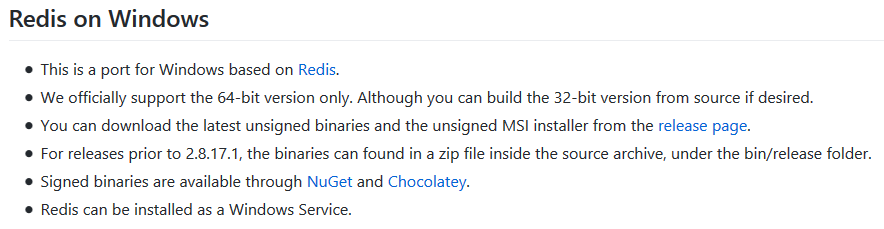 Redis on Windows
• This is a port for Windows based on Redis.
• We officially support the 64-bit version only. Although you can build the 32-bit version from source if desired.
• You can download the latest unsigned binaries and the unsigned MSI installer from the release page.
• For releases prior to 2.8.17.1, the binaries can found in a zip file inside the source archive, under the bin/release folder.
• Signed binaries are available through NuGet and Chocolatey.
• Redis can be installed as a Windows Service.